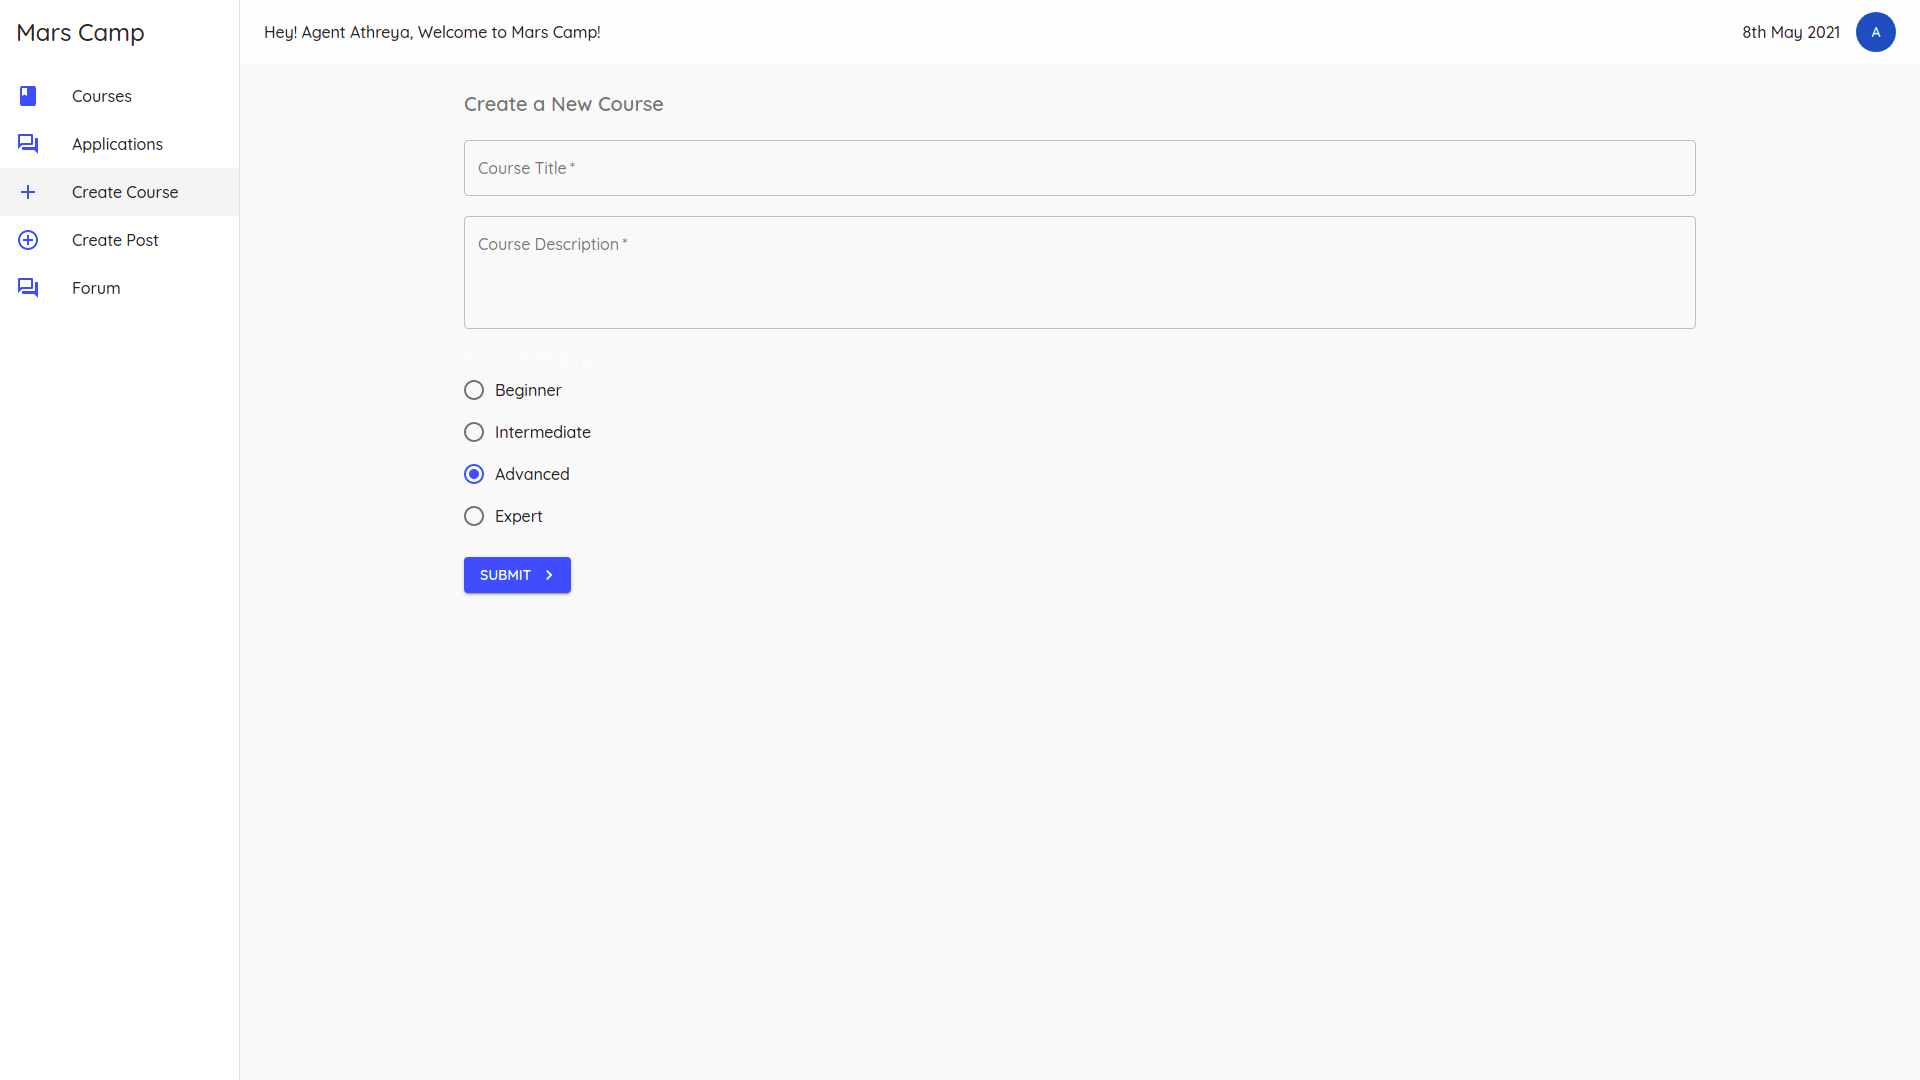 Mars Camp
Hey! Agent Athreya, Welcome to Mars Camp!
8th May 2021
A
Courses
Applications
Create Course
Create Post
Forum
Create a New Course
Course Title *
Course Description *
Course Category
Beginner
Intermediate
Advanced
Expert
SUBMIT